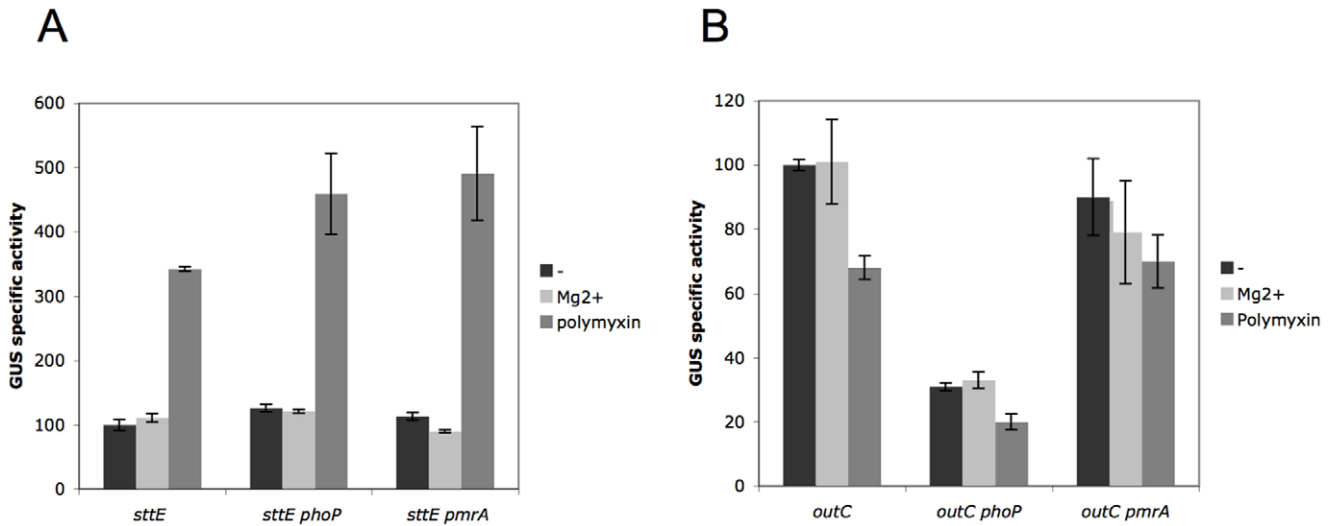 A
B
GUS specific activity
600
500
400
300
200
100
0
sttE
sttE phoP
sttE pmrA
-
Mg2+
polymyxin
GUS specific activity
120
100
80
60
40
20
0
outC
outC phoP
outC pmrA
-
Mg2+
Polymyxin